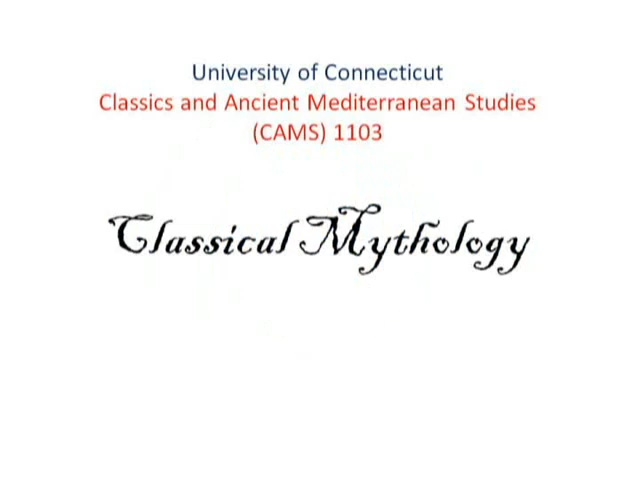 University of Connecticut
Classics and Ancient Mediterranean Studies
(CAMS) 1103
Classical Mythology